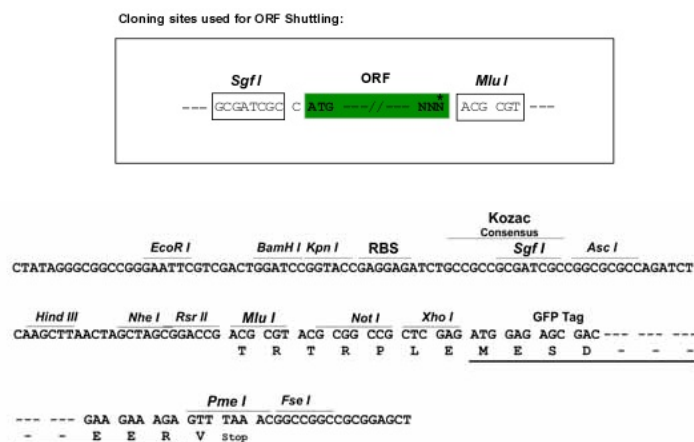 Cloning sites used for ORF Shuttling:
Sgf I ORF Mlu I
--- GCGATCGC C ATG ---//--- NNN* ACG CGT ---
Kozac
Consensus
EcoR I BamH I Kpn I RBS Sgf I Asc I
CTATAGGGCGGCCGGGAATTCGTCGACTGGATCCGGTACCGAGGAGATCTGCCGCCGCGATCGCCGGCGCGCCAGATCT
Hind III Nhe I Rsr II Mlu I Not I Xho I GFP Tag
CAAGCTTAACTAGCTAGCGGACCG ACG CGT ACG CGG CCG CTC GAG ATG GAG AGC GAC --- --- ---
T R T R P L E M E S D - - -
Pme I Fse I
--- --- GAA GAA AGA GTT TAA ACGGCCGGCCGCGGAGCT
- - E E R V Stop